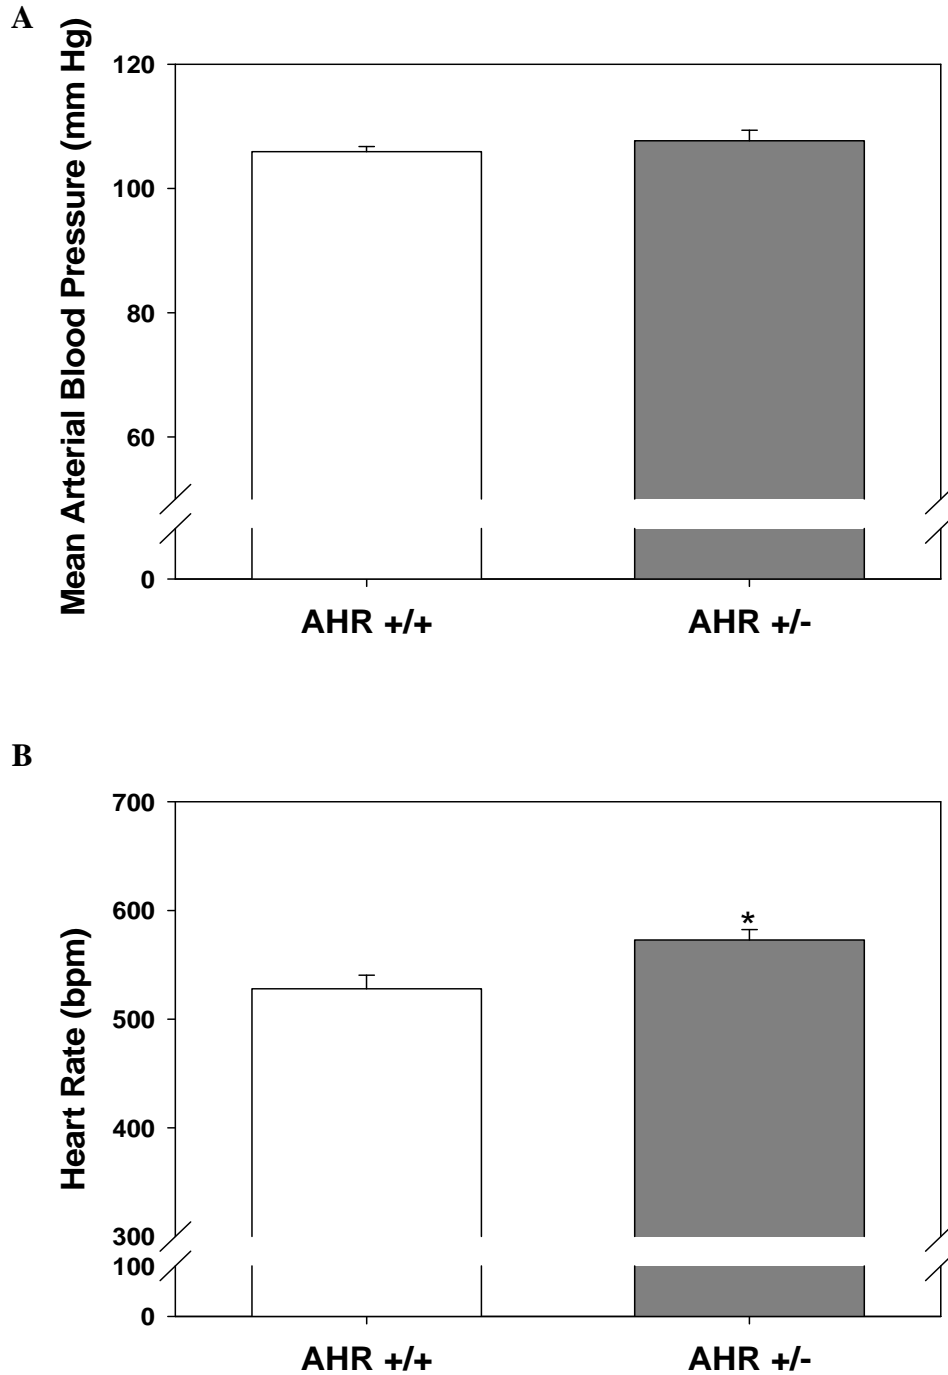 A
Mean Arterial Blood Pressure (mm Hg)
120
100
80
60
0
AHR +/+
AHR +/-
B
Heart Rate (bpm)
700
600
500
400
300
100
0
*
AHR +/+
AHR +/-